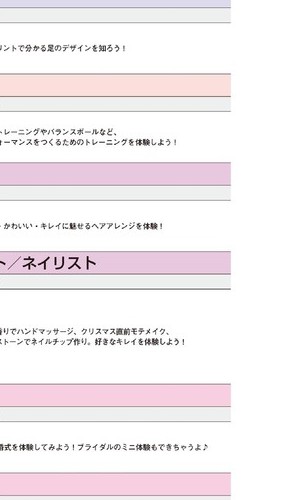 リントで分かる足のデザインを知ろう！
トレーニングやバランスボールなど、
ォーマンスをつくるためのトレーニングを体験しよう！
・かわいい・キレイに魅せるヘアアレンジを体験！
ト／ネイリスト
香りでハンドマッサージ、クリスマス直前モテメイク、
ストーンでネイルチップ作り。好きなキレイを体験しよう！
婚式を体験してみよう！ブライダルのミニ体験もできちゃうよ♪